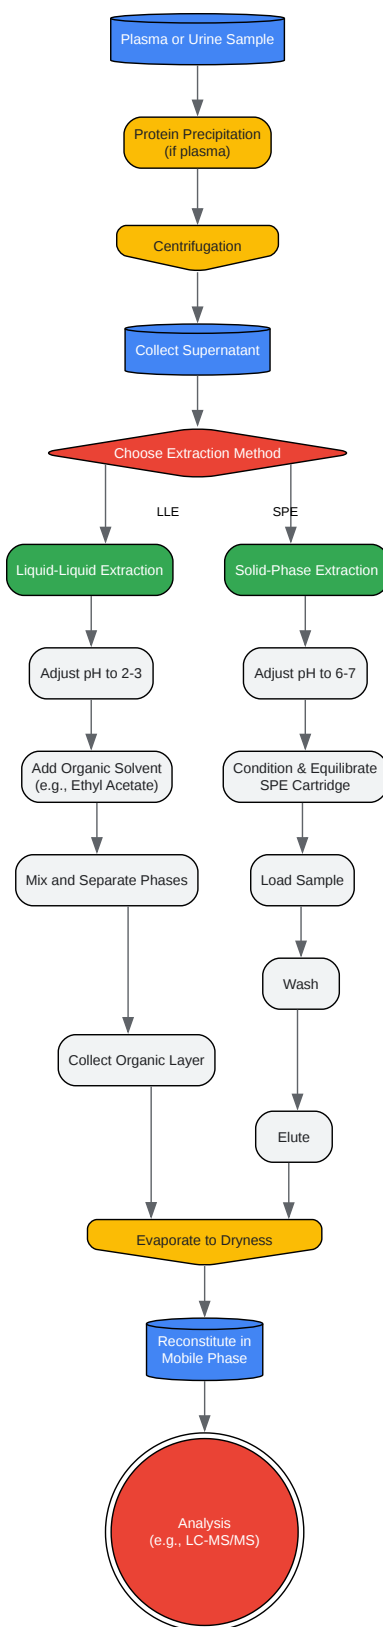 Plasma or Urine Sample
Protein Precipitation
(if plasma)
Centrifugation
Collect Supernatant
Choose Extraction Method
LLE
SPE
Liquid-Liquid Extraction
Solid-Phase Extraction
Adjust pH to 2-3
Adjust pH to 6-7
Add Organic Solvent
(e.g., Ethyl Acetate)
Condition & Equilibrate
SPE Cartridge
Mix and Separate Phases
Load Sample
Wash
Collect Organic Layer
Elute
Evaporate to Dryness
Reconstitute in
Mobile Phase
Analysis
(e.g., LC-MS/MS)